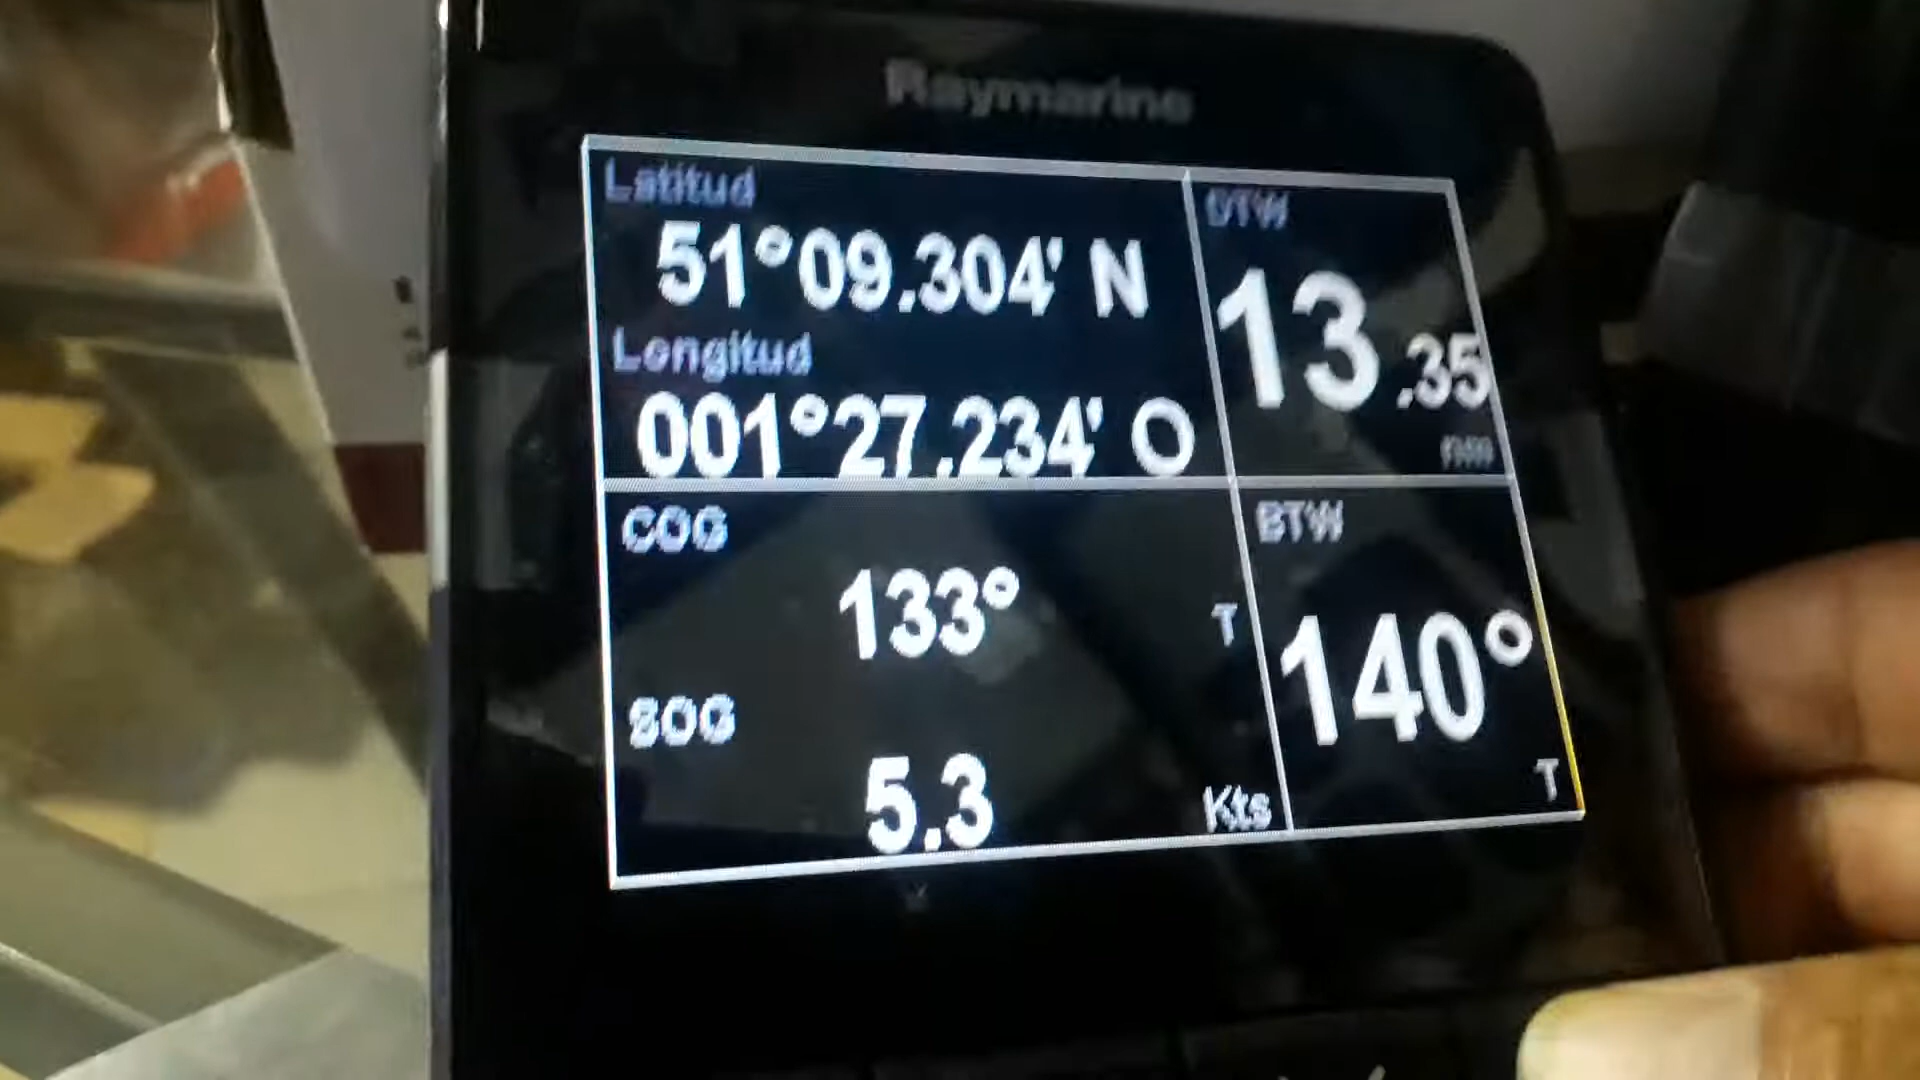 Raymarine
Latitud
51°09.304' N
Longitud
001°27.234' O
DTW
13.35
nm
COG
133°
T
SOG
5.3
Kts
BTW
140°
T